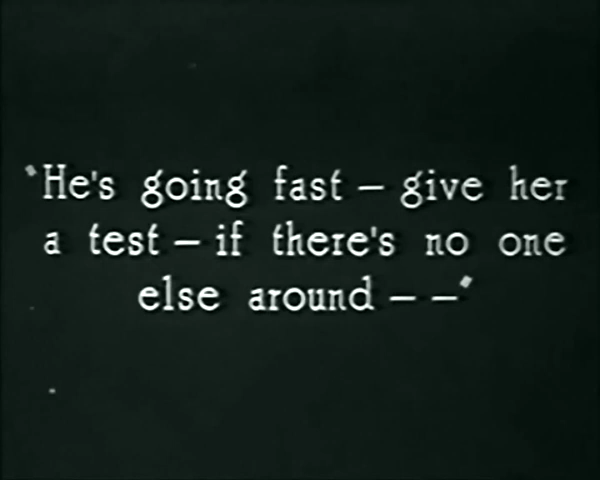 "He's going fast — give her
a test — if there's no one
else around — —"